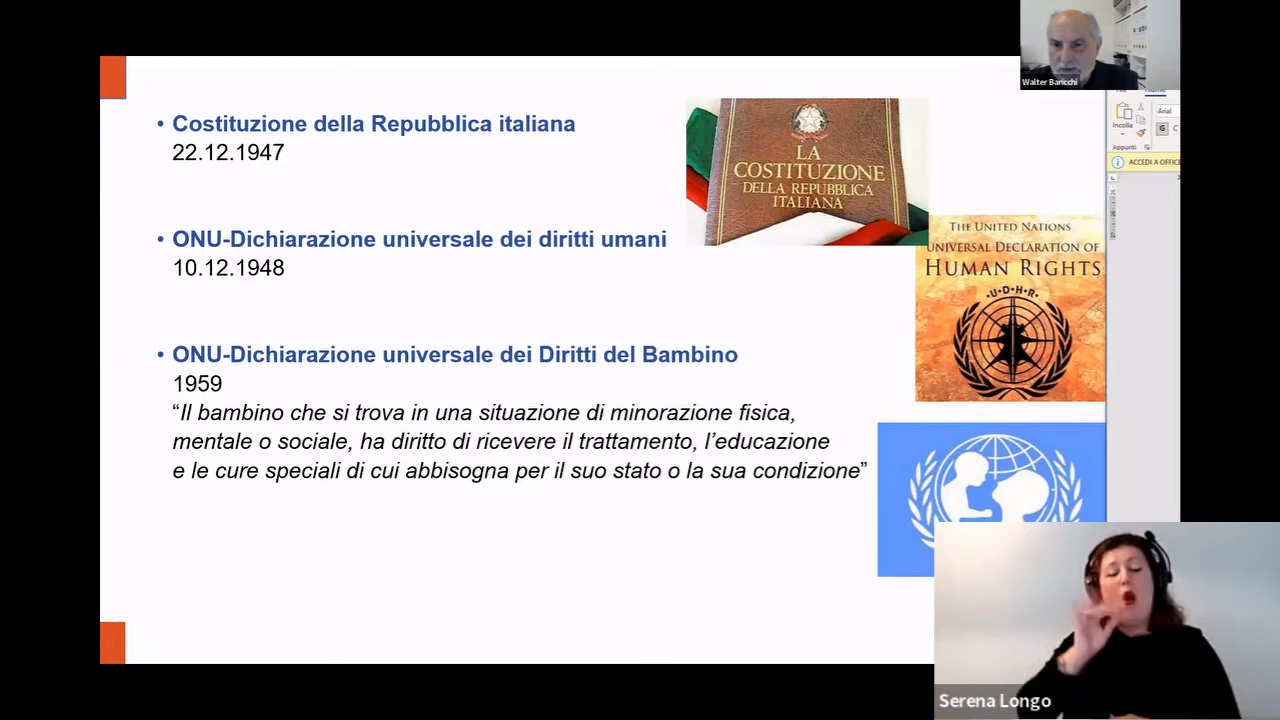 Walter Baricchi
• Costituzione della Repubblica italiana
22.12.1947
• ONU-Dichiarazione universale dei diritti umani
10.12.1948
• ONU-Dichiarazione universale dei Diritti del Bambino
1959
“Il bambino che si trova in una situazione di minorazione fisica,
mentale o sociale, ha diritto di ricevere il trattamento, l’educazione
e le cure speciali di cui abbisogna per il suo stato o la sua condizione”
LA
COSTITUZIONE
DELLA REPUBBLICA
ITALIANA
THE UNITED NATIONS
UNIVERSAL DECLARATION OF
HUMAN RIGHTS
•U•D•H•R•
Arial
Incolla
G C
Appunti
ACCEDI A OFFICE
Serena Longo